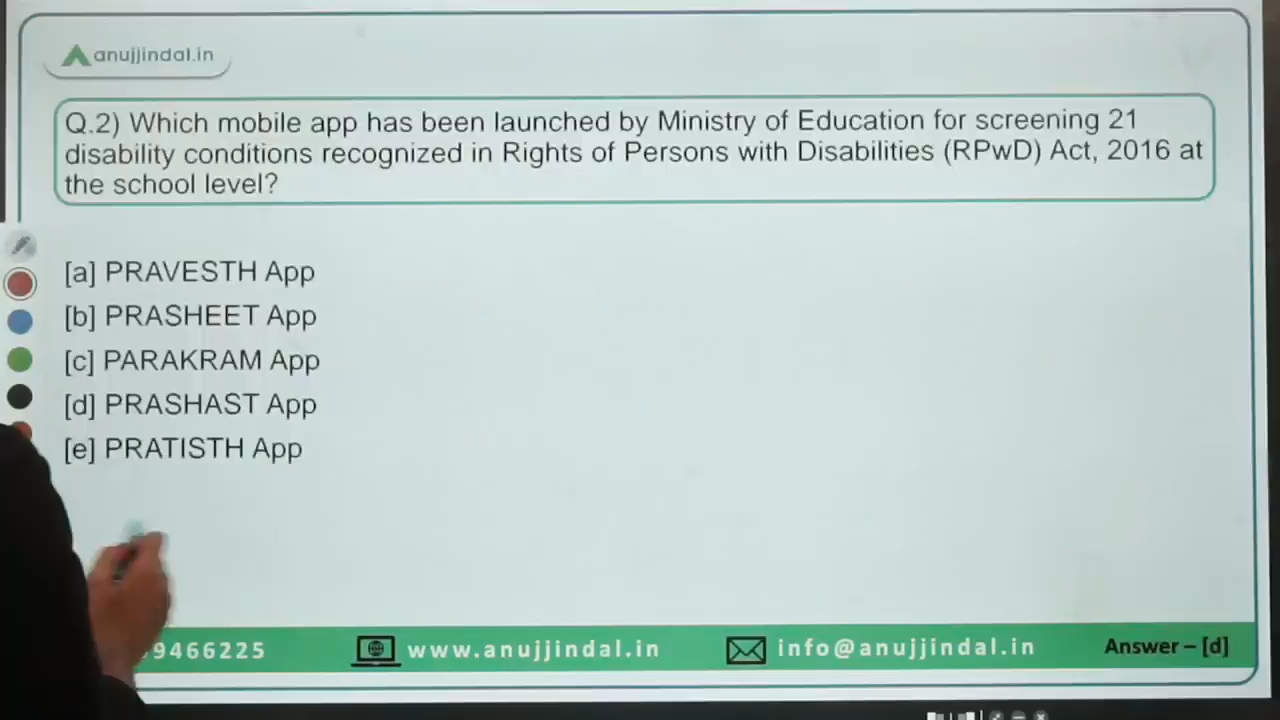 anujjindal.in
Q.2) Which mobile app has been launched by Ministry of Education for screening 21
disability conditions recognized in Rights of Persons with Disabilities (RPwD) Act, 2016 at
the school level?
[a] PRAVESTH App
[b] PRASHEET App
[c] PARAKRAM App
[d] PRASHAST App
[e] PRATISTH App
9466225 www.anujjindal.in info@anujjindal.in Answer – [d]